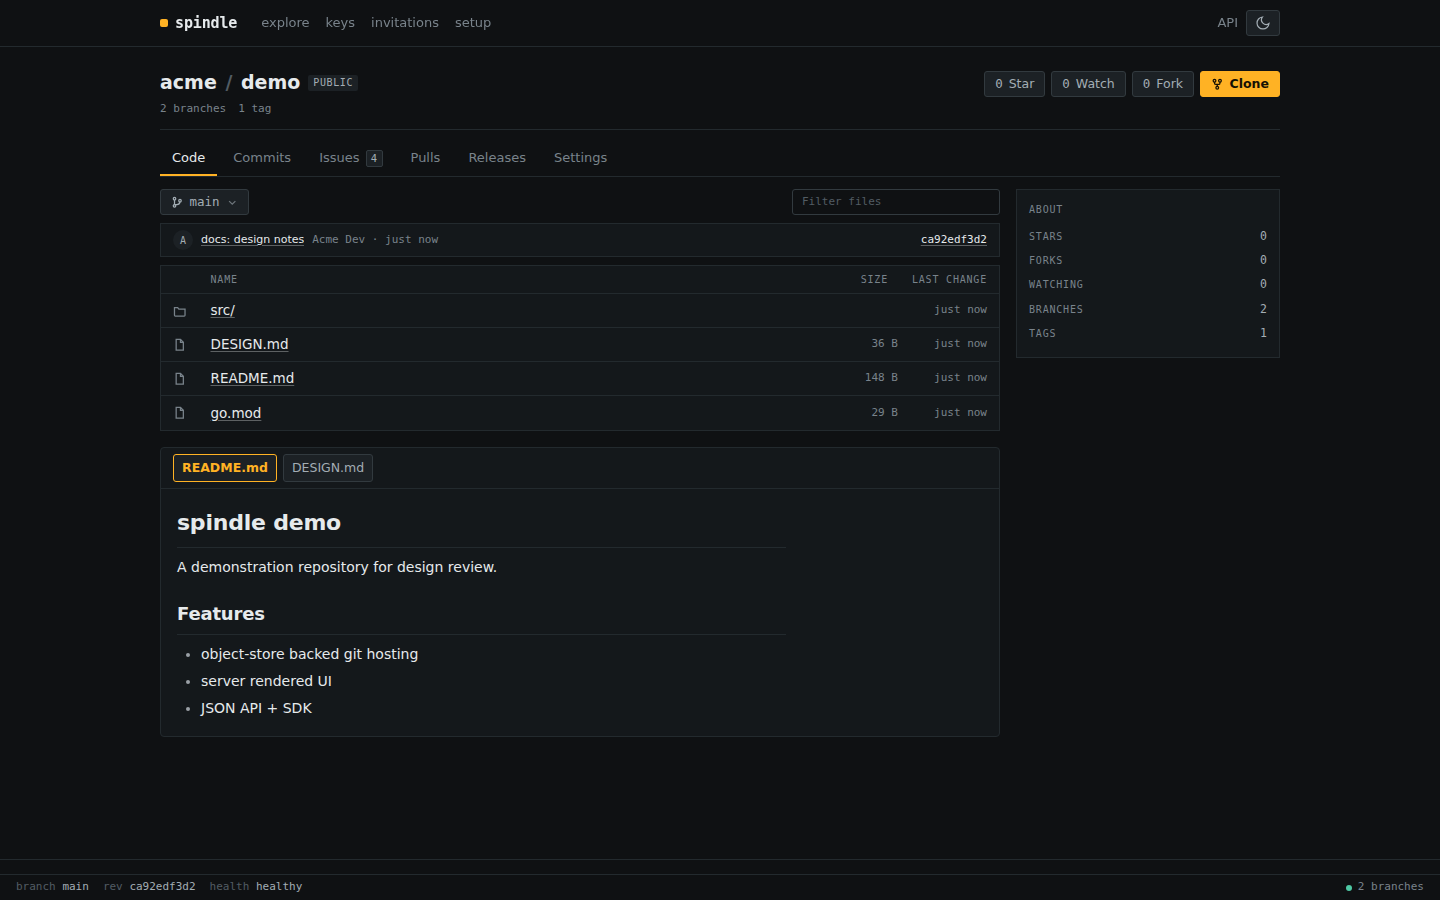 spindle explore keys invitations setup API
acme / demo PUBLIC
0 Star 0 Watch 0 Fork Clone
2 branches 1 tag
Code Commits Issues 4 Pulls Releases Settings
main Filter files
A docs: design notes Acme Dev · just now ca92edf3d2
NAME SIZE LAST CHANGE
src/ just now
DESIGN.md 36 B just now
README.md 148 B just now
go.mod 29 B just now
ABOUT
STARS 0
FORKS 0
WATCHING 0
BRANCHES 2
TAGS 1
README.md DESIGN.md
spindle demo
A demonstration repository for design review.
Features
• object-store backed git hosting
• server rendered UI
• JSON API + SDK
branch main rev ca92edf3d2 health healthy 2 branches